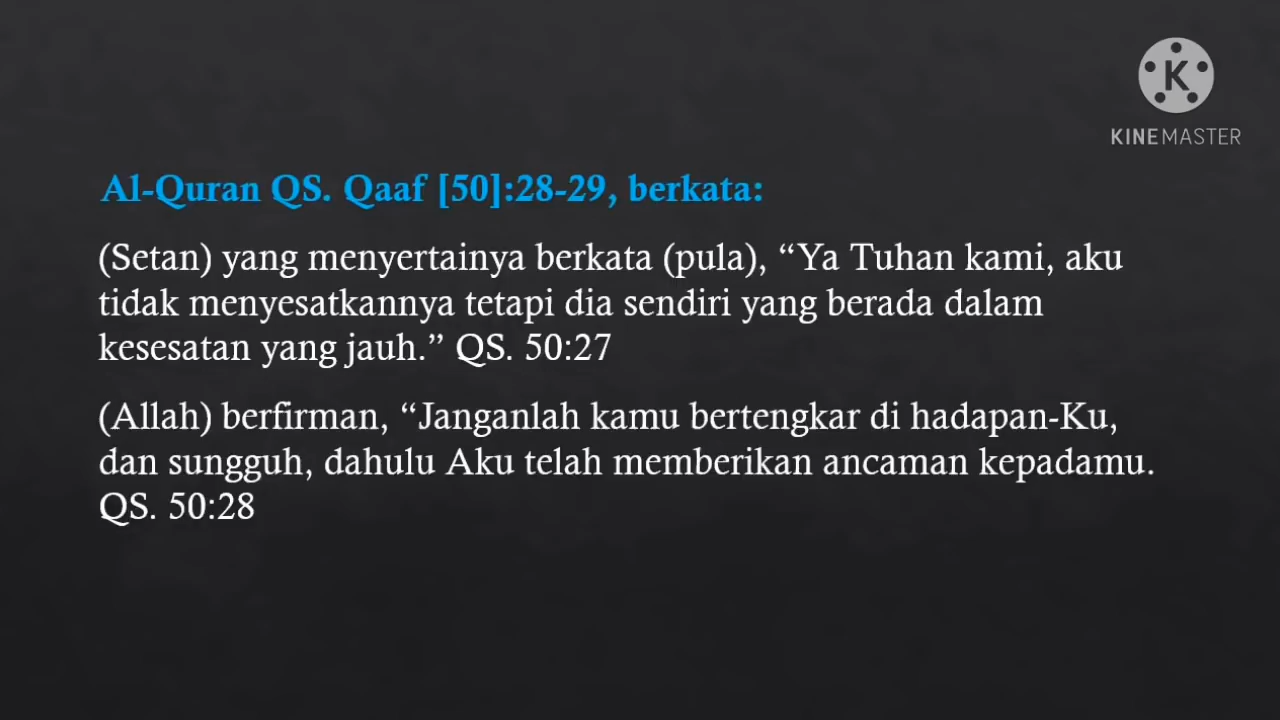 K
KINEMASTER
Al-Quran QS. Qaaf [50]:28-29, berkata:
(Setan) yang menyertainya berkata (pula), “Ya Tuhan kami, aku
tidak menyesatkannya tetapi dia sendiri yang berada dalam
kesesatan yang jauh.” QS. 50:27
(Allah) berfirman, “Janganlah kamu bertengkar di hadapan-Ku,
dan sungguh, dahulu Aku telah memberikan ancaman kepadamu.
QS. 50:28